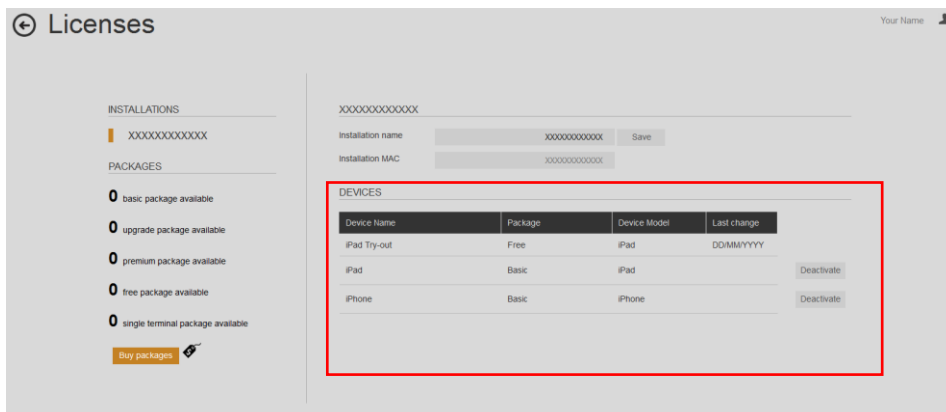 Licenses
Your Name
INSTALLATIONS
XXXXXXXXXXXX
PACKAGES
0 basic package available
0 upgrade package available
0 premium package available
0 free package available
0 single terminal package available
Buy packages
XXXXXXXXXXXX
Installation name XXXXXXXXXXXX Save
Installation MAC XXXXXXXXXXXX
DEVICES
Device Name Package Device Model Last change
iPad Try-out Free iPad DD/MM/YYYY
iPad Basic iPad Deactivate
iPhone Basic iPhone Deactivate